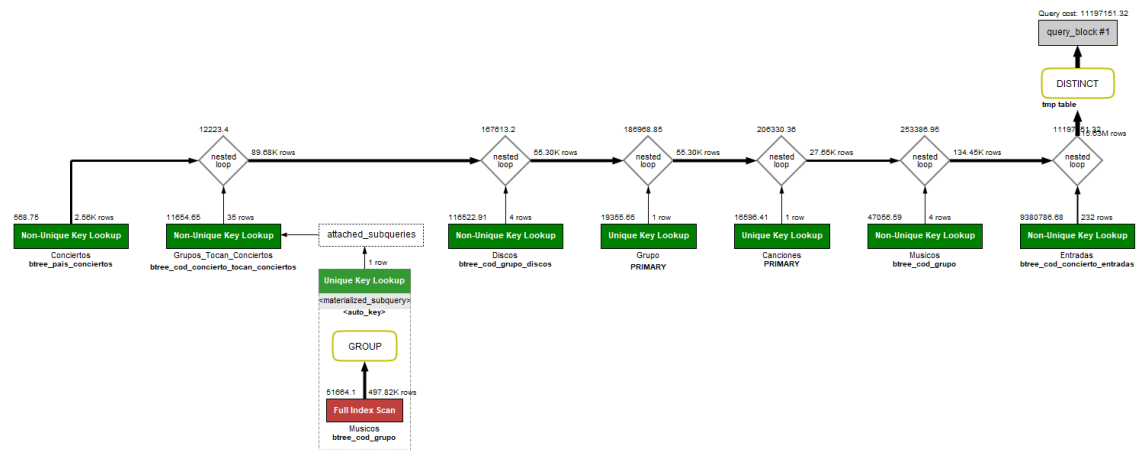 Query cost: 11197151.32
query_block #1
DISTINCT
tmp table
12223.4
167613.2
186968.85
206330.36
253386.95
11197151.32
nested loop
89.68K rows
nested loop
55.30K rows
nested loop
55.30K rows
nested loop
27.65K rows
nested loop
134.45K rows
nested loop
15.63M rows
568.75
2.56K rows
11654.65
35 rows
116522.91
4 rows
19355.65
1 row
16596.41
1 row
47056.59
4 rows
9380786.68
232 rows
Non-Unique Key Lookup
Non-Unique Key Lookup
attached_subqueries
Non-Unique Key Lookup
Unique Key Lookup
Unique Key Lookup
Non-Unique Key Lookup
Non-Unique Key Lookup
Conciertos
btree_pais_conciertos
Grupos_Tocan_Conciertos
btree_cod_concierto_tocan_conciertos
Discos
btree_cod_grupo_discos
Grupo
PRIMARY
Canciones
PRIMARY
Musicos
btree_cod_grupo
Entradas
btree_cod_concierto_entradas
1 row
Unique Key Lookup
<materialized_subquery>
<auto_key>
GROUP
51664.1
497.82K rows
Full Index Scan
Musicos
btree_cod_grupo